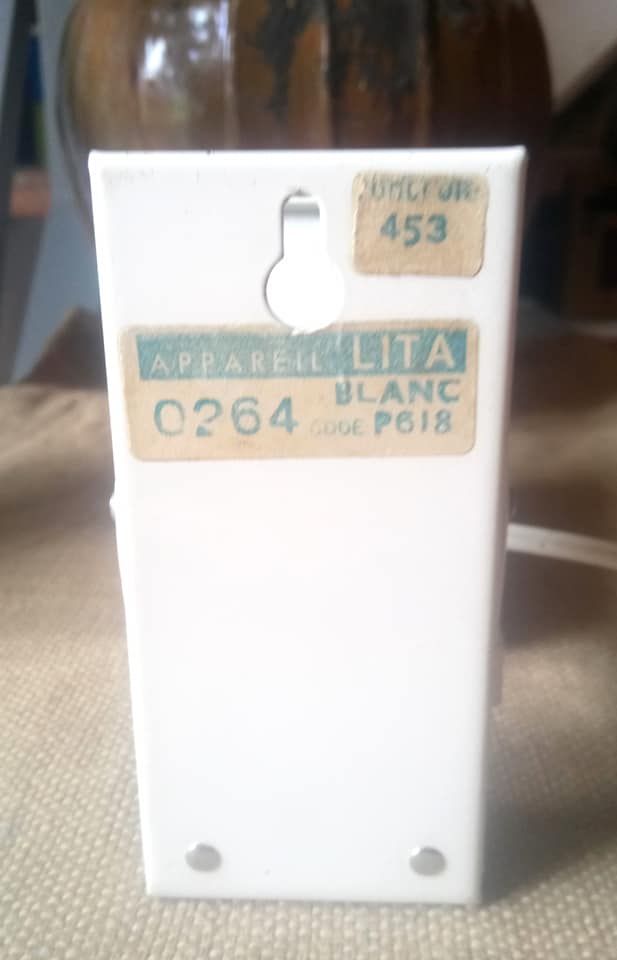 453
APPAREIL LITA
BLANC
0264 CODE P618